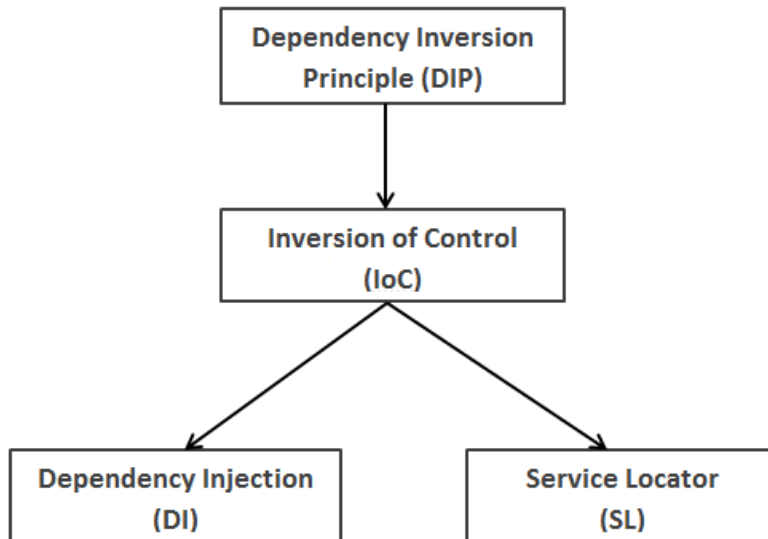 Dependency Inversion
Principle (DIP)
Inversion of Control
(IoC)
Dependency Injection
(DI)
Service Locator
(SL)